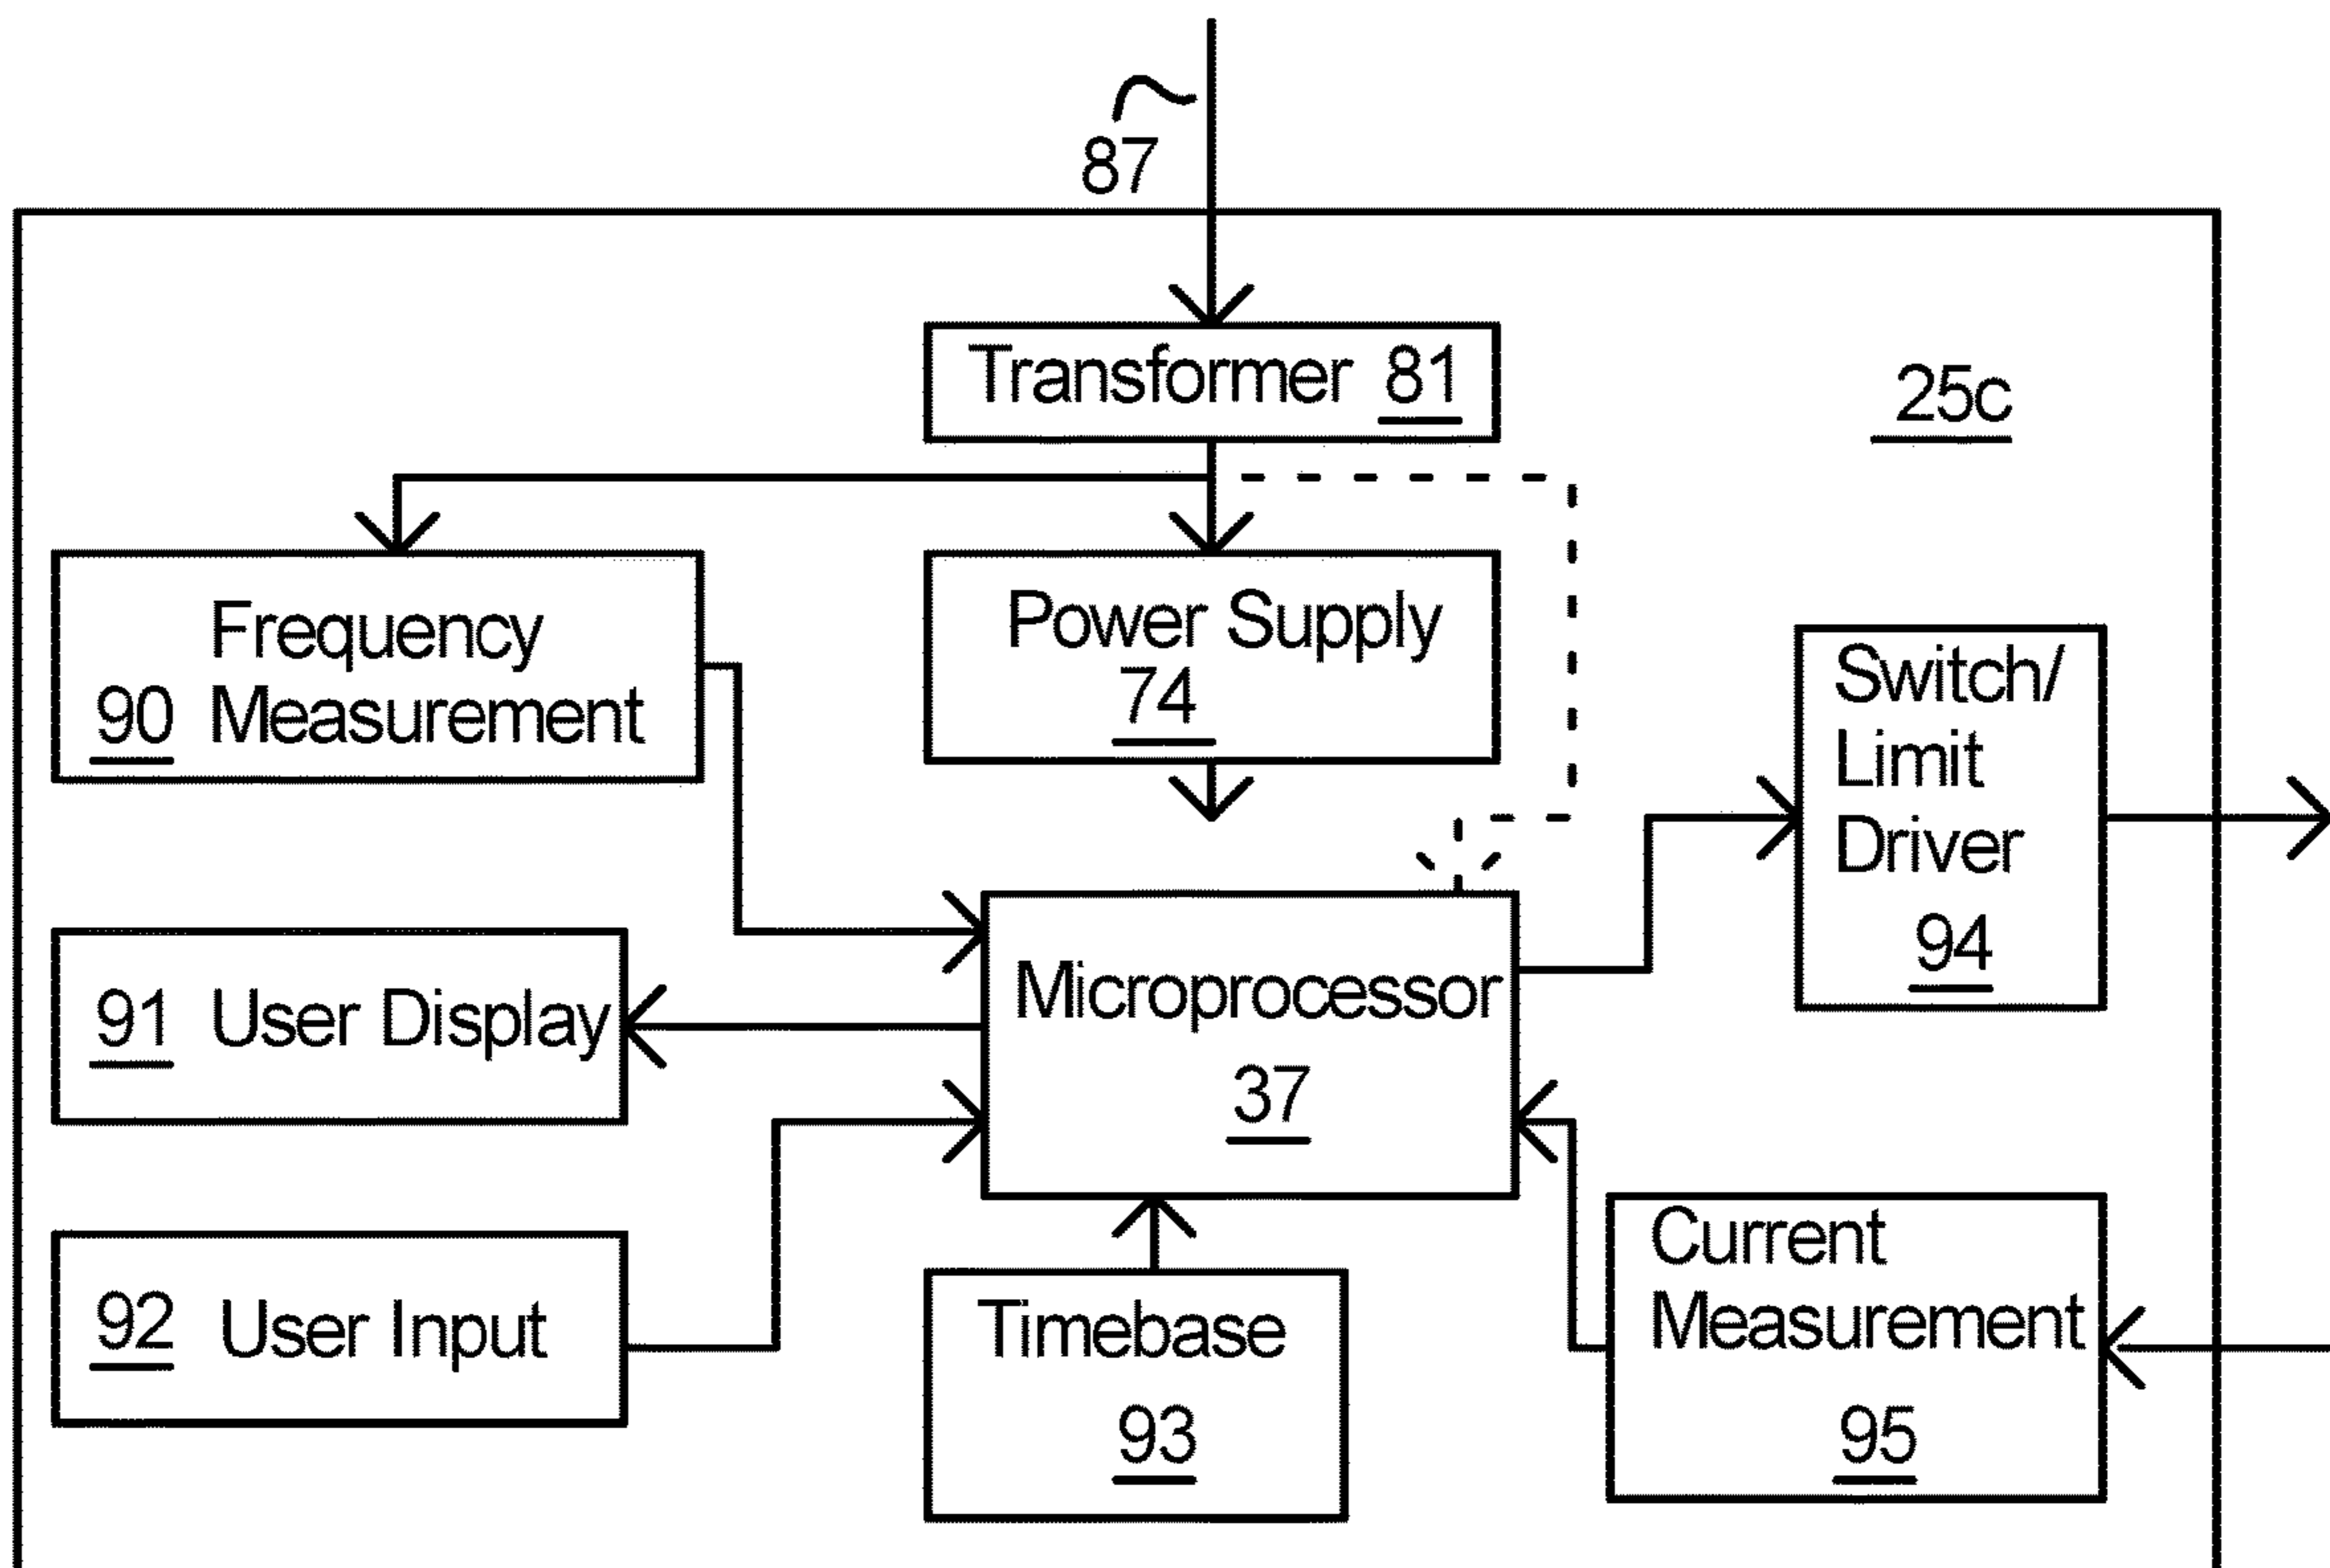 87
Transformer 81
25c
Frequency
90 Measurement
Power Supply
74
Switch/
Limit
Driver
94
91 User Display
Microprocessor
37
92 User Input
Timebase
93
Current
Measurement
95